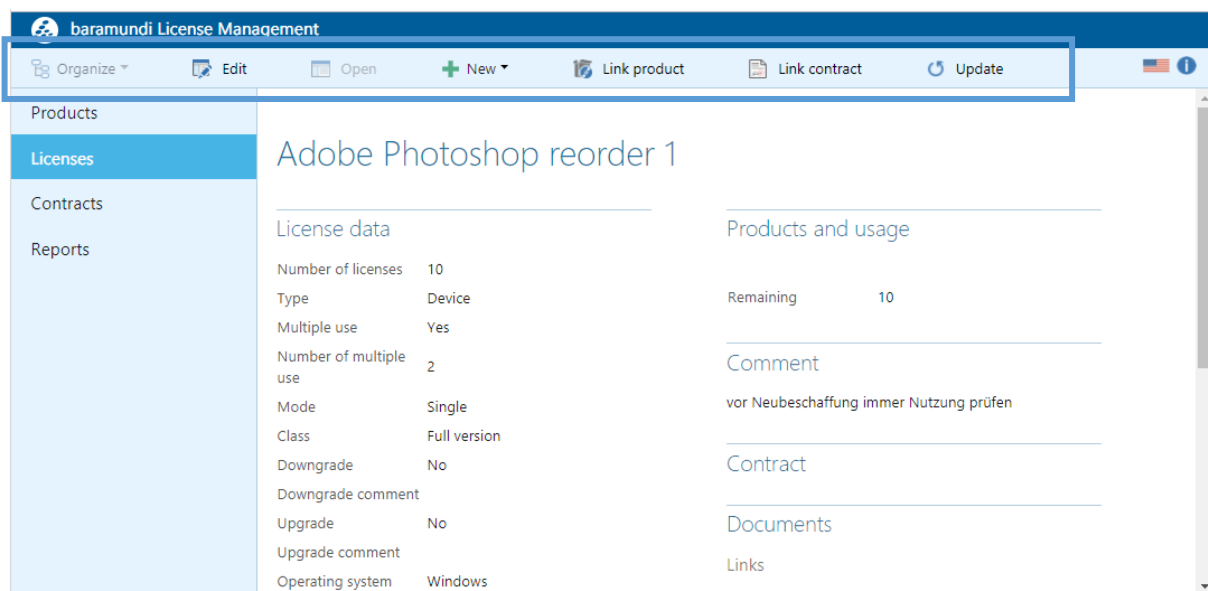 baramundi License Management
Organize Edit Open New Link product Link contract Update
Products
Licenses
Contracts
Reports
Adobe Photoshop reorder 1
License data
Number of licenses 10
Type Device
Multiple use Yes
Number of multiple use 2
Mode Single
Class Full version
Downgrade No
Downgrade comment
Upgrade No
Upgrade comment
Operating system Windows
Products and usage
Remaining 10
Comment
vor Neubeschaffung immer Nutzung prüfen
Contract
Documents
Links